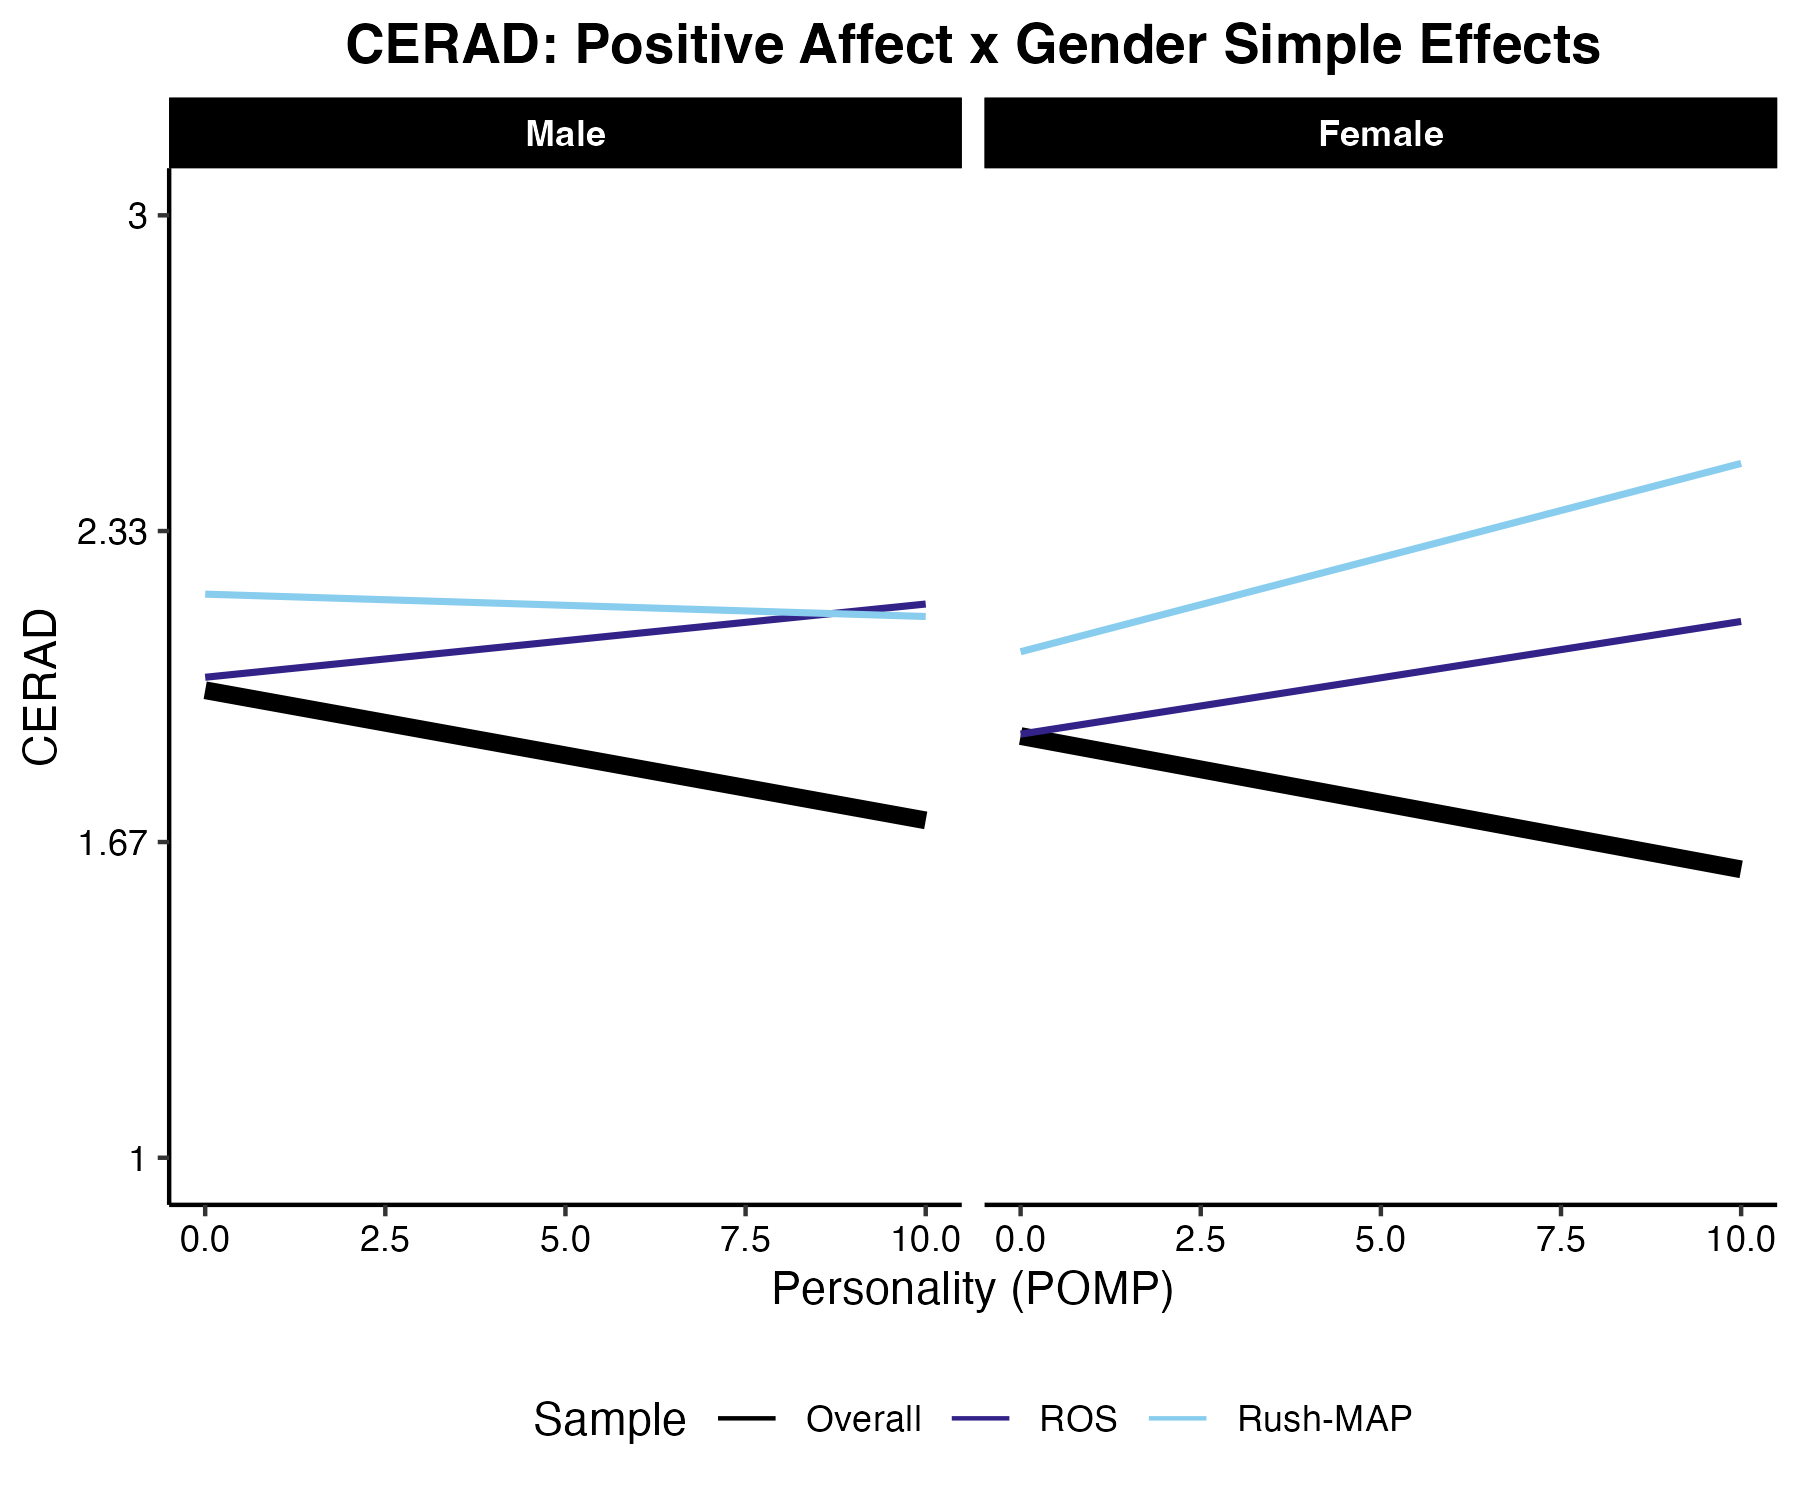 CERAD: Positive Affect x Gender Simple Effects
Male
Female
CERAD
3
2.33
1.67
1
0.0 2.5 5.0 7.5 10.0 0.0 2.5 5.0 7.5 10.0
Personality (POMP)
Sample Overall ROS Rush-MAP